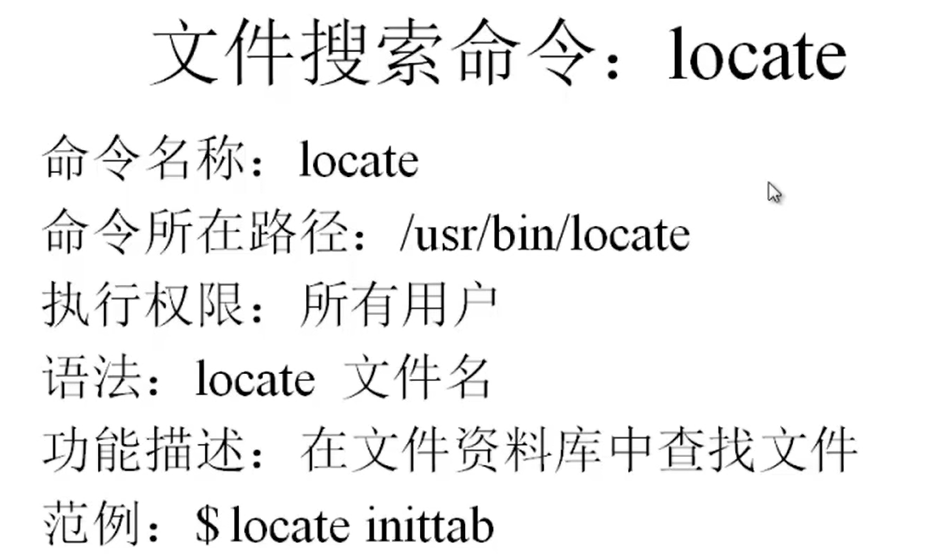 文件搜索命令：locate
命令名称：locate
命令所在路径：/usr/bin/locate
执行权限：所有用户
语法：locate 文件名
功能描述：在文件资料库中查找文件
范例：$ locate inittab